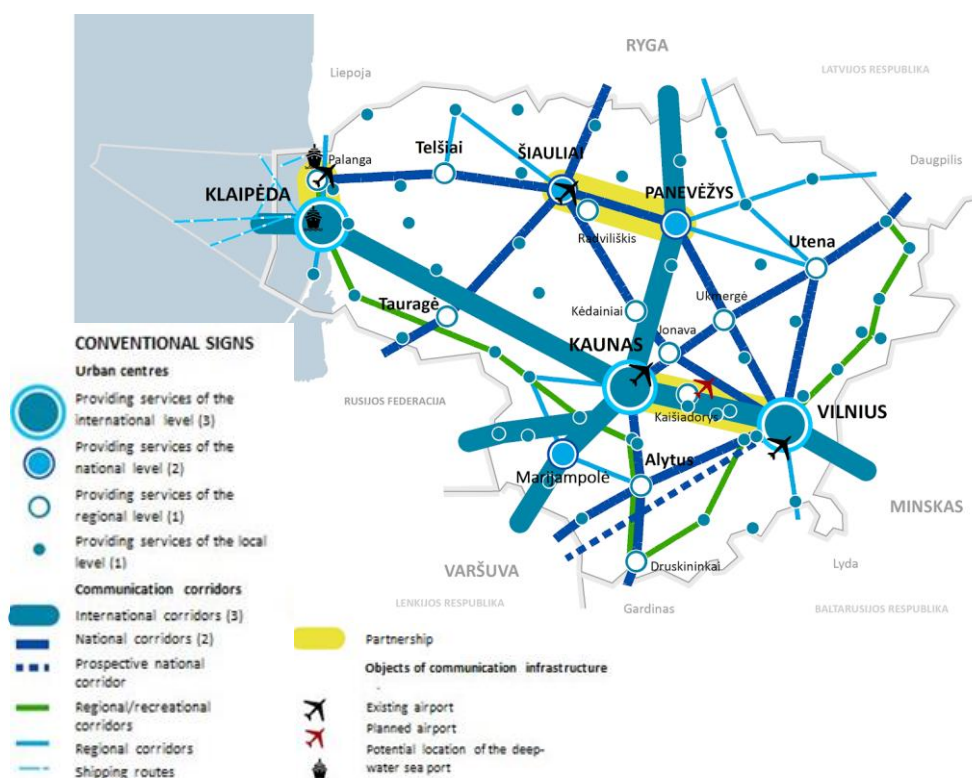 RYGA
Liepoja
LATVIJOS RESPUBLIKA
Palanga
Telšiai
ŠIAULIAI
Daugpilis
KLAIPĖDA
PANEVĖŽYS
Radviliškis
Utena
Tauragė
Kėdainiai
Ukmergė
Jonava
KAUNAS
RUSIJOS FEDERACIJA
Kaišiadorys
VILNIUS
Marijampolė
Alytus
MINSKAS
VARŠUVA
Druskininkai
Lyda
LENKIJOS RESPUBLIKA
Gardinas
BALTARUSIJOS RESPUBLIKA
CONVENTIONAL SIGNS
Urban centres
Providing services of the
international level (3)
Providing services of the
national level (2)
Providing services of the
regional level (1)
Providing services of the local
level (1)
Communication corridors
International corridors (3)
National corridors (2)
Prospective national
corridor
Regional/recreational
corridors
Regional corridors
Shipping routes
Partnership
Objects of communication infrastructure
Existing airport
Planned airport
Potential location of the deep-
water sea port